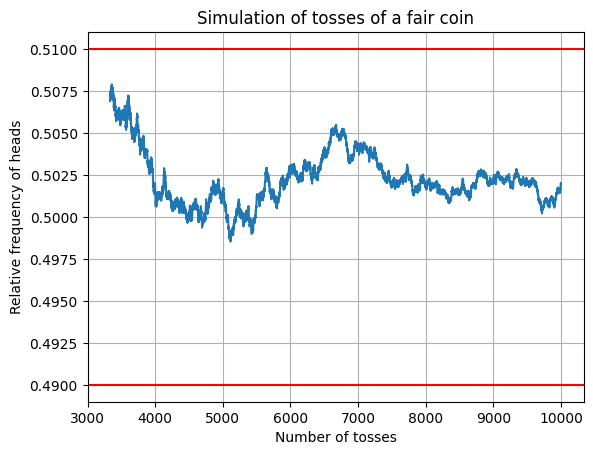 Simulation of tosses of a fair coin
Relative frequency of heads
0.5100
0.5075
0.5050
0.5025
0.5000
0.4975
0.4950
0.4925
0.4900
3000 4000 5000 6000 7000 8000 9000 10000
Number of tosses